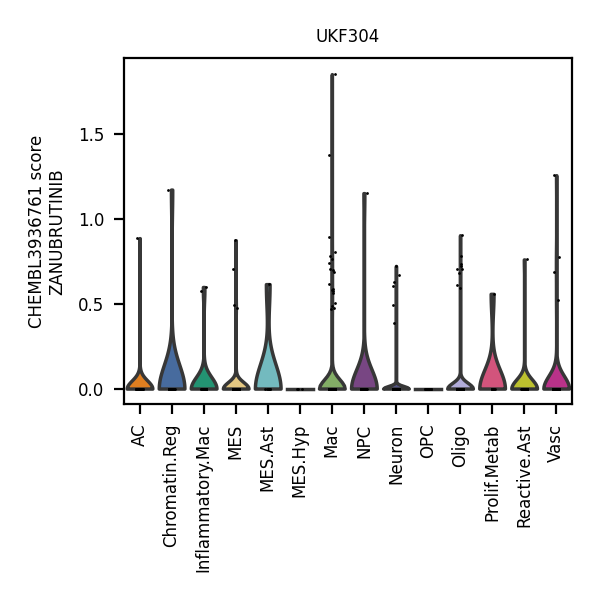 UKF304
CHEMBL3936761 score
ZANUBRUTINIB
1.5
1.0
0.5
0.0
AC
Chromatin.Reg
Inflammatory.Mac
MES
MES.Ast
MES.Hyp
Mac
NPC
Neuron
OPC
Oligo
Prolif.Metab
Reactive.Ast
Vasc